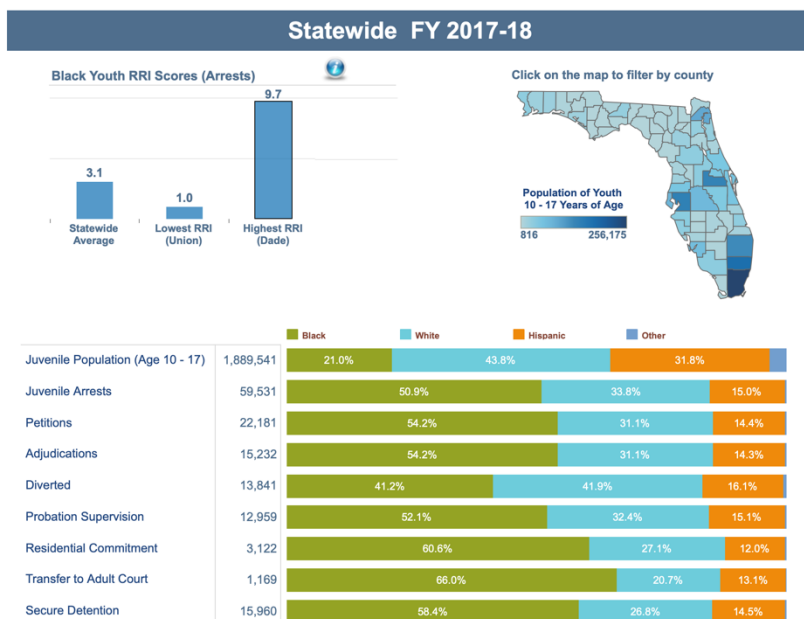 Statewide FY 2017-18
Black Youth RRI Scores (Arrests)
3.1
1.0
9.7
Statewide
Average
Lowest RRI
(Union)
Highest RRI
(Dade)
Click on the map to filter by county
Population of Youth
10 - 17 Years of Age
816 256,175
Black White Hispanic Other
Juvenile Population (Age 10 - 17) 1,889,541 21.0% 43.8% 31.8%
Juvenile Arrests 59,531 50.9% 33.8% 15.0%
Petitions 22,181 54.2% 31.1% 14.4%
Adjudications 15,232 54.2% 31.1% 14.3%
Diverted 13,841 41.2% 41.9% 16.1%
Probation Supervision 12,959 52.1% 32.4% 15.1%
Residential Commitment 3,122 60.6% 27.1% 12.0%
Transfer to Adult Court 1,169 66.0% 20.7% 13.1%
Secure Detention 15,960 58.4% 26.8% 14.5%